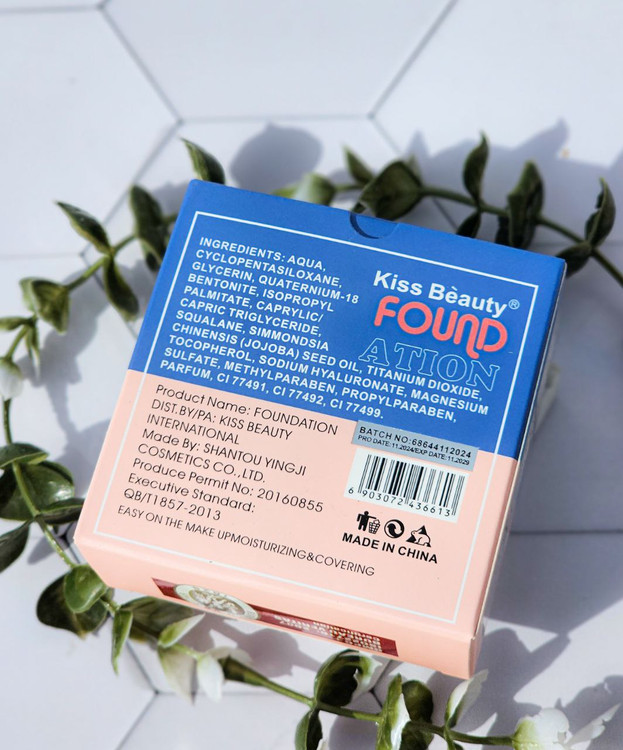 INGREDIENTS: AQUA,
CYCLOPENTASILOXANE,
GLYCERIN, QUATERNIUM-18
BENTONITE, ISOPROPYL
PALMITATE, CAPRYLIC/
CAPRIC TRIGLYCERIDE,
SQUALANE, SIMMONDSIA
CHINENSIS (JOJOBA) SEED OIL, TITANIUM DIOXIDE,
TOCOPHEROL, SODIUM HYALURONATE, MAGNESIUM
SULFATE, METHYLPARABEN, PROPYLPARABEN,
PARFUM, CI 77491, CI 77492, CI 77499.
Kiss Bèauty®
FOUND
ATION
Product Name: FOUNDATION
DIST.BY/PA: KISS BEAUTY
INTERNATIONAL
Made By: SHANTOU YINGJI
COSMETICS CO.,LTD.
Produce Permit No: 20160855
Executive Standard:
QB/T1857-2013
EASY ON THE MAKE UPMOISTURIZING&COVERING
BATCH NO:68644112024
PRO DATE:11.2024/EXP DATE:11.2029
6 903072 436613
MADE IN CHINA